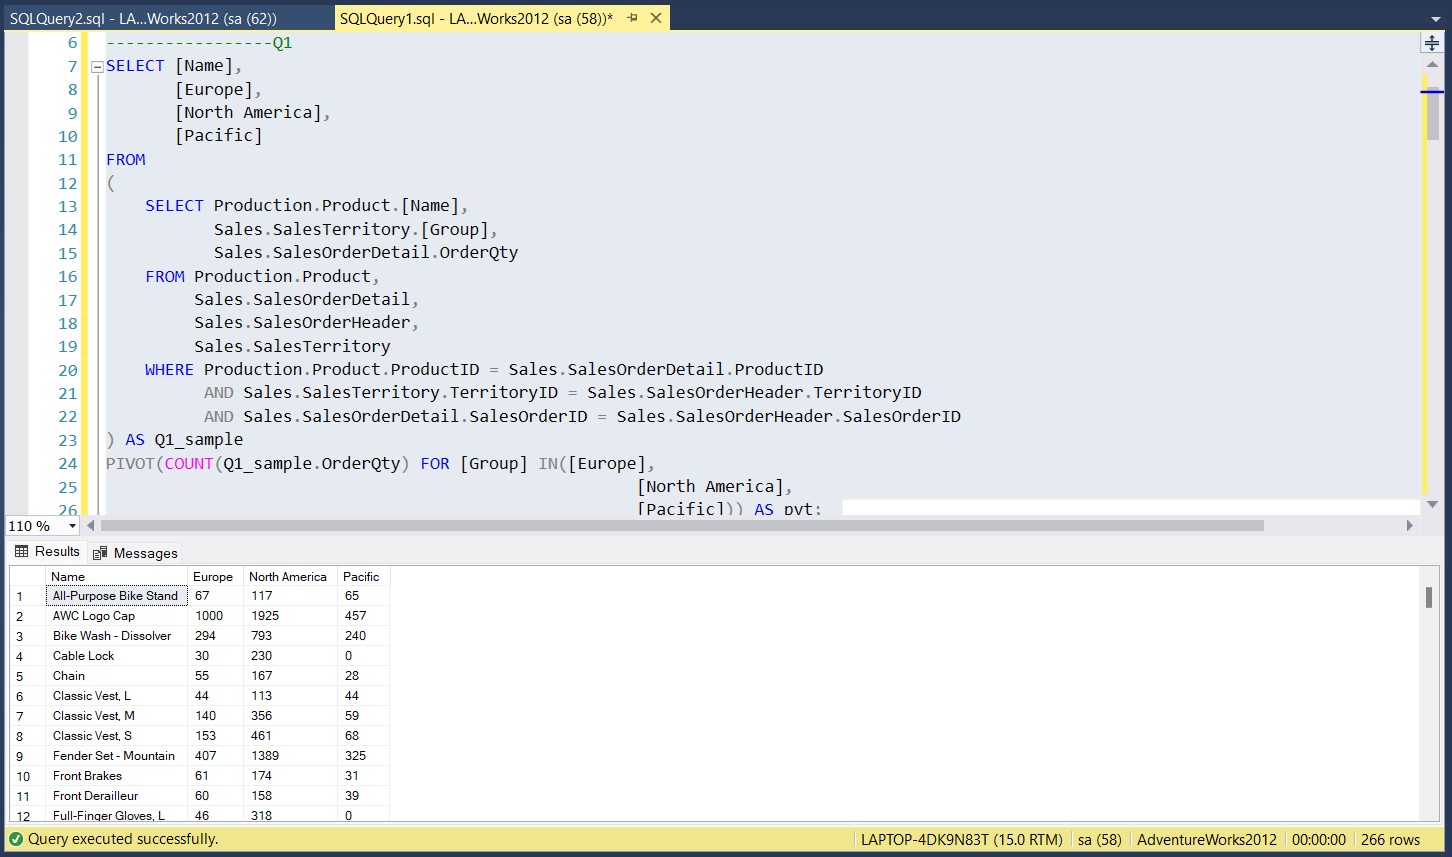 SQLQuery2.sql - LA...Works2012 (sa (62)) SQLQuery1.sql - LA...Works2012 (sa (58))*
6 -----------------Q1
7 SELECT [Name],
8 [Europe],
9 [North America],
10 [Pacific]
11 FROM
12 (
13 SELECT Production.Product.[Name],
14 Sales.SalesTerritory.[Group],
15 Sales.SalesOrderDetail.OrderQty
16 FROM Production.Product,
17 Sales.SalesOrderDetail,
18 Sales.SalesOrderHeader,
19 Sales.SalesTerritory
20 WHERE Production.Product.ProductID = Sales.SalesOrderDetail.ProductID
21 AND Sales.SalesTerritory.TerritoryID = Sales.SalesOrderHeader.TerritoryID
22 AND Sales.SalesOrderDetail.SalesOrderID = Sales.SalesOrderHeader.SalesOrderID
23 ) AS Q1_sample
24 PIVOT(COUNT(Q1_sample.OrderQty) FOR [Group] IN([Europe],
25 [North America],
26 [Pacific])) AS pvt;
110 %
Results Messages
Name Europe North America Pacific
1 All-Purpose Bike Stand 67 117 65
2 AWC Logo Cap 1000 1925 457
3 Bike Wash - Dissolver 294 793 240
4 Cable Lock 30 230 0
5 Chain 55 167 28
6 Classic Vest, L 44 113 44
7 Classic Vest, M 140 356 59
8 Classic Vest, S 153 461 68
9 Fender Set - Mountain 407 1389 325
10 Front Brakes 61 174 31
11 Front Derailleur 60 158 39
12 Full-Finger Gloves, L 46 318 0
Query executed successfully. LAPTOP-4DK9N83T (15.0 RTM) sa (58) AdventureWorks2012 00:00:00 266 rows